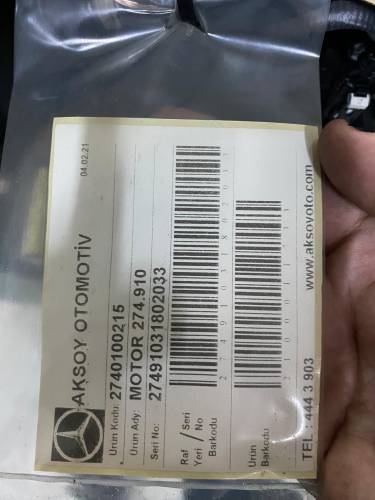 AKSOY OTOMOTİV
04.02.21
Ürün Kodu: 2740100215
Ürün Adı: MOTOR 274.910
Seri No: 27491031802033
Raf / Seri
Yeri / No
Barkodu
Ürün
Barkodu
TEL : 444 3 903
www.aksoyoto.com